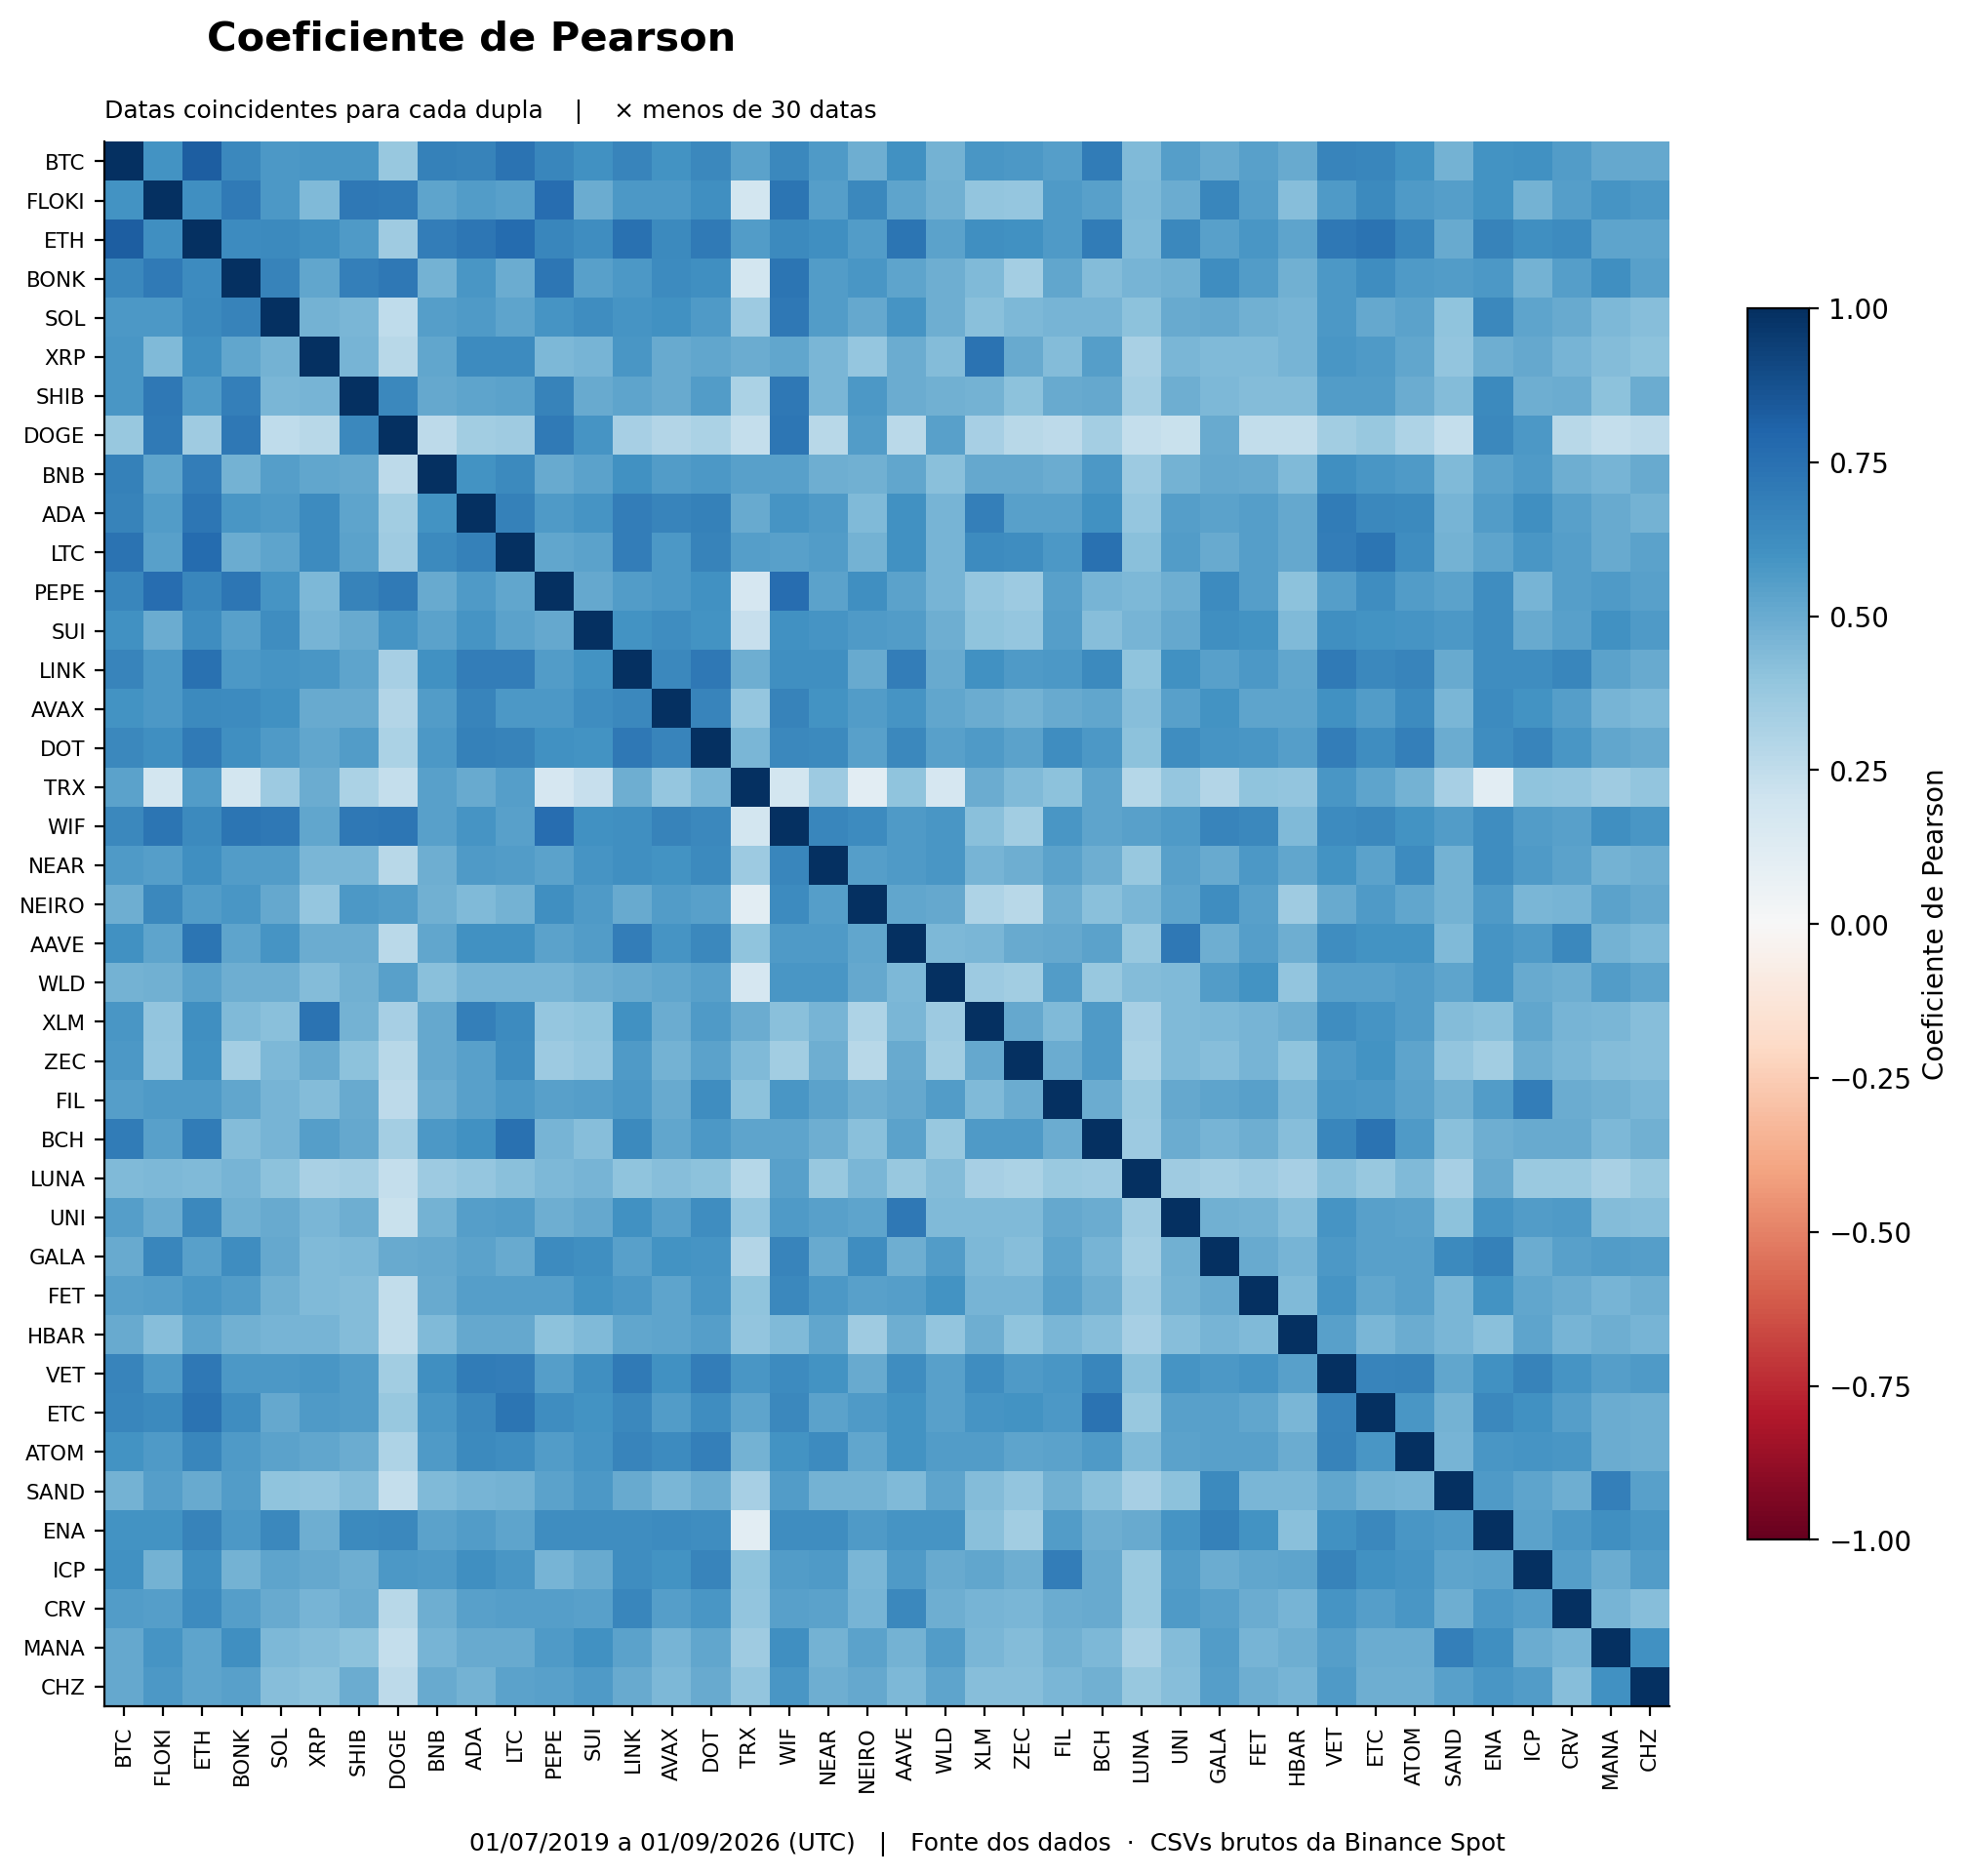 Coeficiente de Pearson
Datas coincidentes para cada dupla | × menos de 30 datas
BTC
FLOKI
ETH
BONK
SOL
XRP
SHIB
DOGE
BNB
ADA
LTC
PEPE
SUI
LINK
AVAX
DOT
TRX
WIF
NEAR
NEIRO
AAVE
WLD
XLM
ZEC
FIL
BCH
LUNA
UNI
GALA
FET
HBAR
VET
ETC
ATOM
SAND
ENA
ICP
CRV
MANA
CHZ
BTC
FLOKI
ETH
BONK
SOL
XRP
SHIB
DOGE
BNB
ADA
LTC
PEPE
SUI
LINK
AVAX
DOT
TRX
WIF
NEAR
NEIRO
AAVE
WLD
XLM
ZEC
FIL
BCH
LUNA
UNI
GALA
FET
HBAR
VET
ETC
ATOM
SAND
ENA
ICP
CRV
MANA
CHZ
1.00
0.75
0.50
0.25
0.00
−0.25
−0.50
−0.75
−1.00
Coeficiente de Pearson
01/07/2019 a 01/09/2026 (UTC) | Fonte dos dados · CSVs brutos da Binance Spot